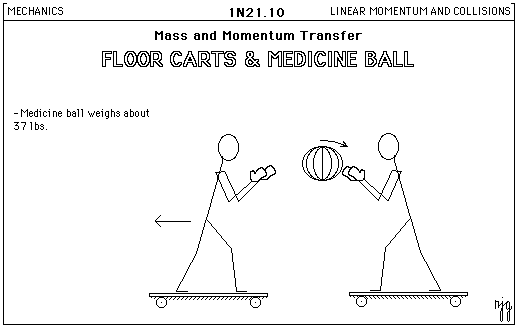 MECHANICS
1N21.10
LINEAR MOMENTUM AND COLLISIONS
Mass and Momentum Transfer
FLOOR CARTS & MEDICINE BALL
- Medicine ball weighs about
37 lbs.
njg